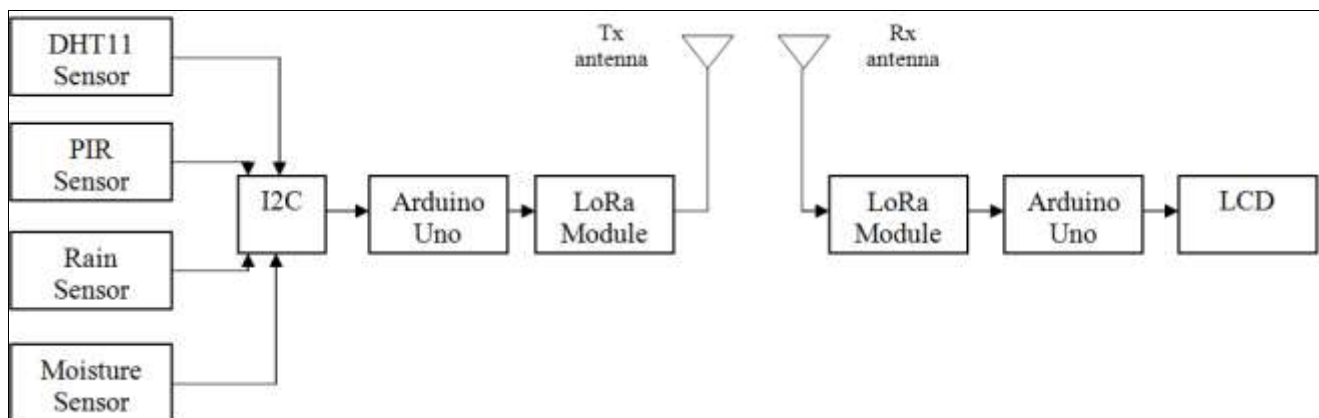 DHT11
Sensor
PIR
Sensor
Rain
Sensor
Moisture
Sensor
I2C
Arduino
Uno
LoRa
Module
Tx
antenna
Rx
antenna
LoRa
Module
Arduino
Uno
LCD